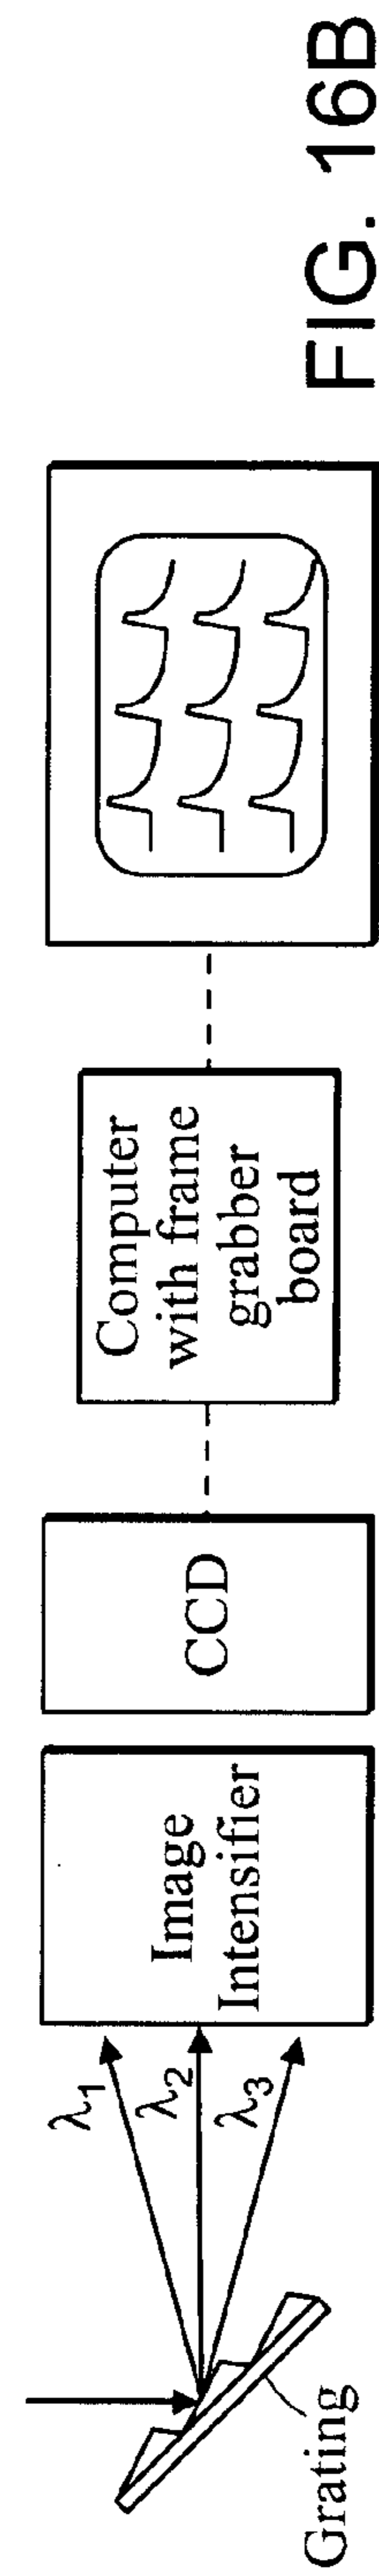 Grating
λ1
λ2
λ3
Image
Intensifier
CCD
Computer
with frame
grabber
board
FIG. 16B